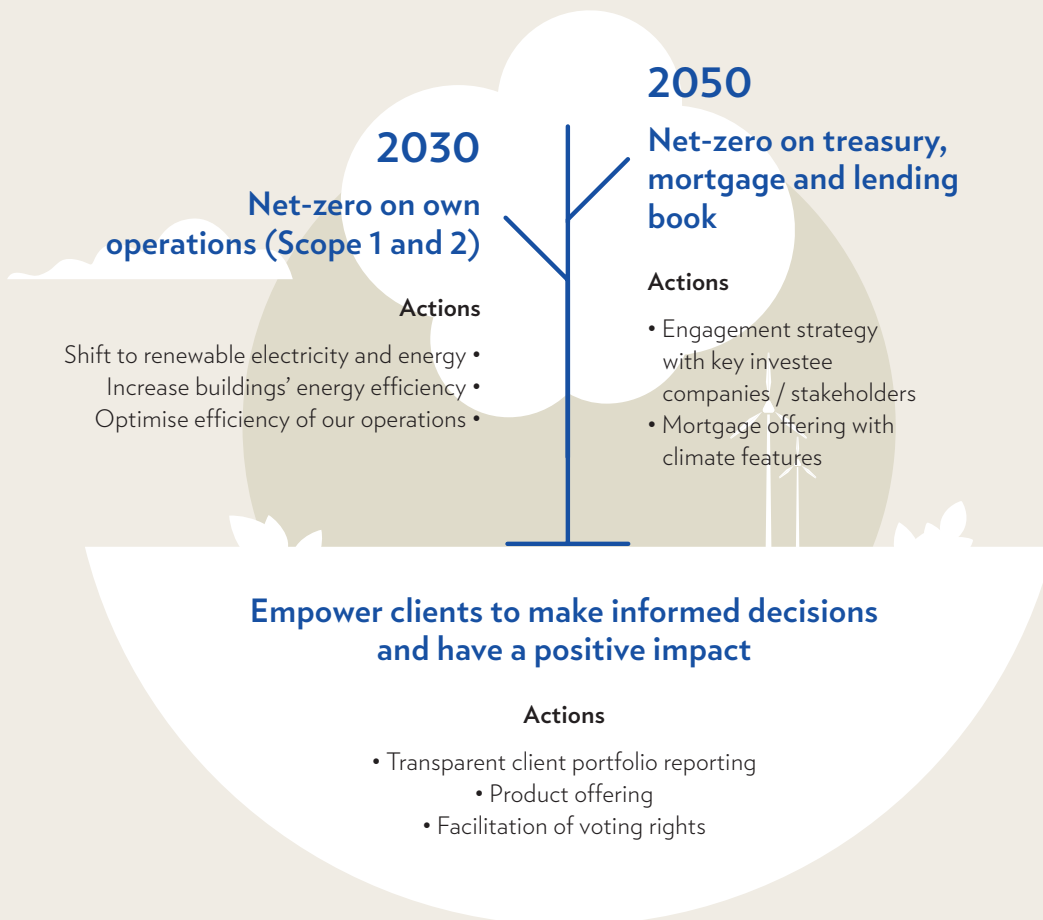 2030
Net-zero on own
operations (Scope 1 and 2)
Actions
Shift to renewable electricity and energy •
Increase buildings’ energy efficiency •
Optimise efficiency of our operations •
2050
Net-zero on treasury,
mortgage and lending
book
Actions
• Engagement strategy
with key investee
companies / stakeholders
• Mortgage offering with
climate features
Empower clients to make informed decisions
and have a positive impact
Actions
• Transparent client portfolio reporting
• Product offering
• Facilitation of voting rights